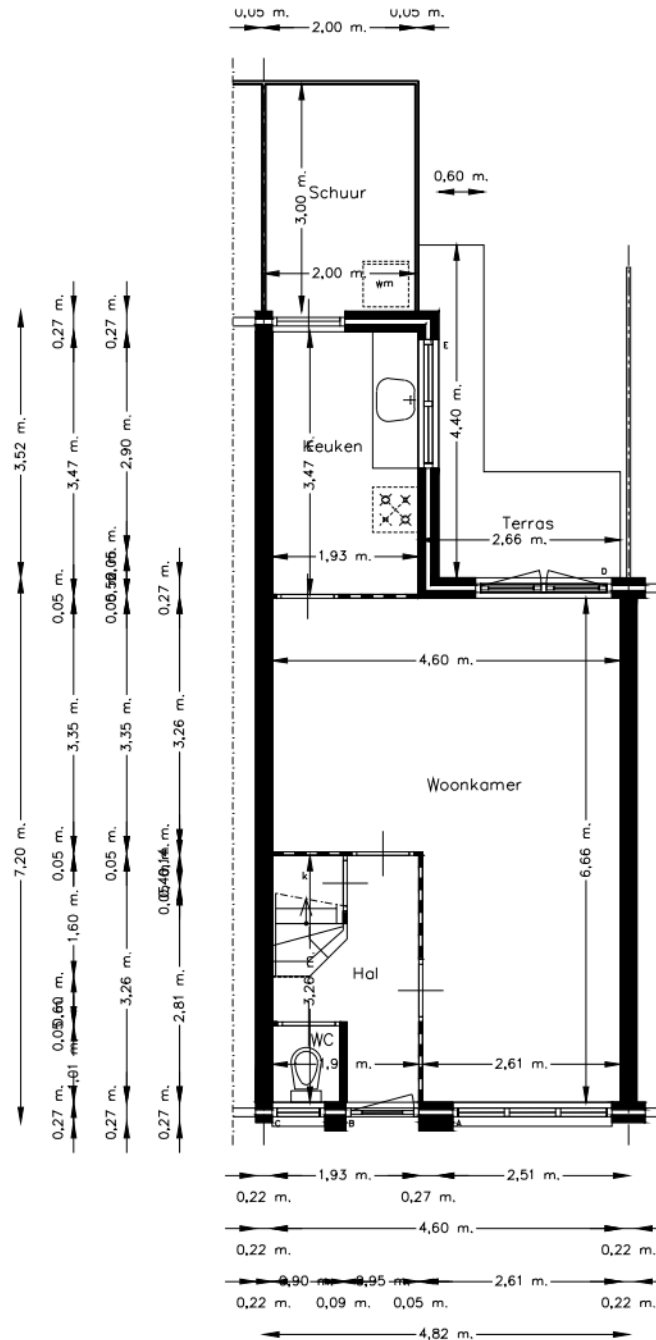 0,05 m.
0,05 m.
2,00 m.
0,60 m.
Schuur
3,00 m.
2,00 m.
wm
0,27 m.
0,27 m.
E
3,52 m.
3,47 m.
2,90 m.
Keuken
3,47 m.
4,40 m.
Terras
2,66 m.
1,93 m.
D
0,05 m.
0,27 m.
4,60 m.
7,20 m.
3,35 m.
3,35 m.
3,26 m.
Woonkamer
6,66 m.
0,05 m.
0,05 m.
k
1,60 m.
3,26 m.
2,81 m.
Hal
3,26 m.
WC
2,61 m.
0,27 m.
0,27 m.
0,27 m.
C
B
A
1,93 m.
2,51 m.
0,22 m.
0,27 m.
4,60 m.
0,22 m.
0,22 m.
0,90 m.
0,95 m.
2,61 m.
0,22 m.
0,09 m.
0,05 m.
0,22 m.
4,82 m.